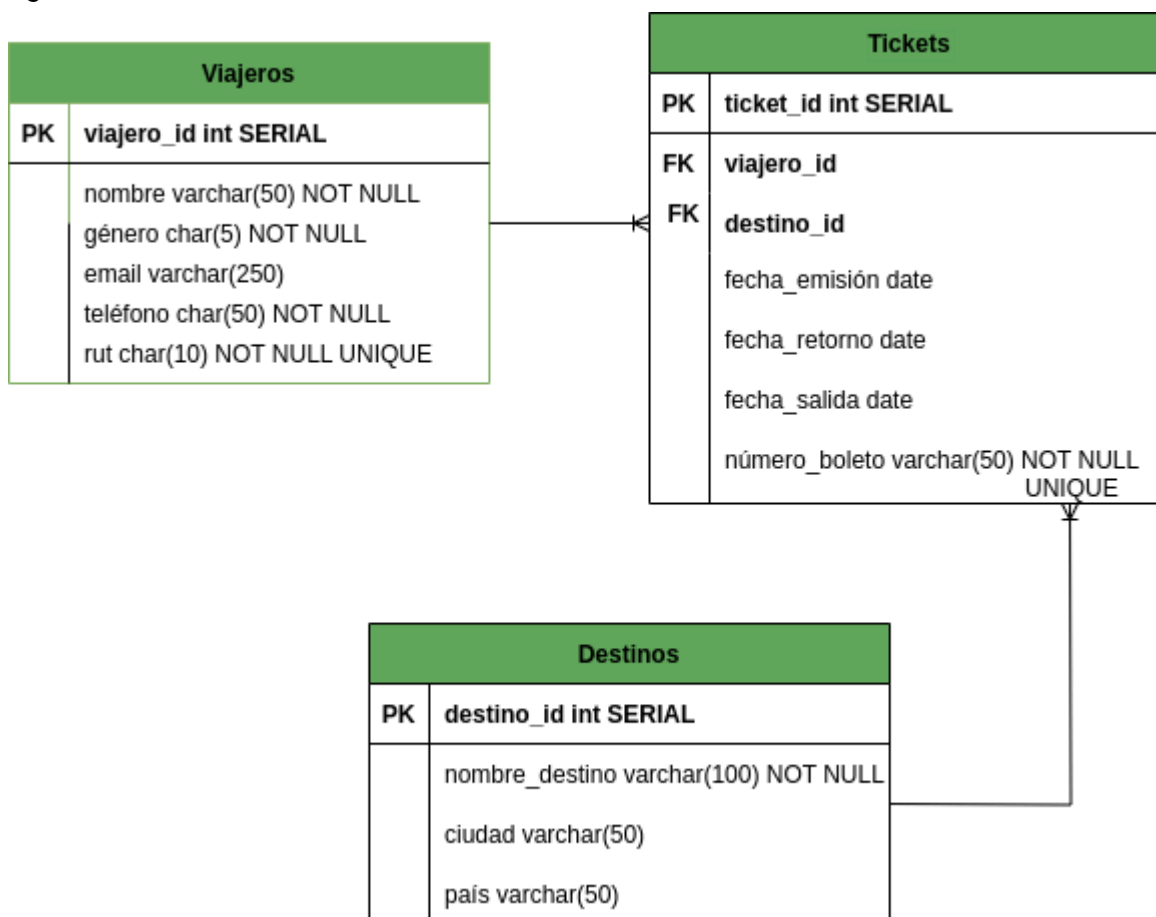 Viajeros
PK viajero_id int SERIAL
nombre varchar(50) NOT NULL
género char(5) NOT NULL
email varchar(250)
teléfono char(50) NOT NULL
rut char(10) NOT NULL UNIQUE
Tickets
PK ticket_id int SERIAL
FK viajero_id
FK destino_id
fecha_emisión date
fecha_retorno date
fecha_salida date
número_boleto varchar(50) NOT NULL
UNIQUE
Destinos
PK destino_id int SERIAL
nombre_destino varchar(100) NOT NULL
ciudad varchar(50)
país varchar(50)